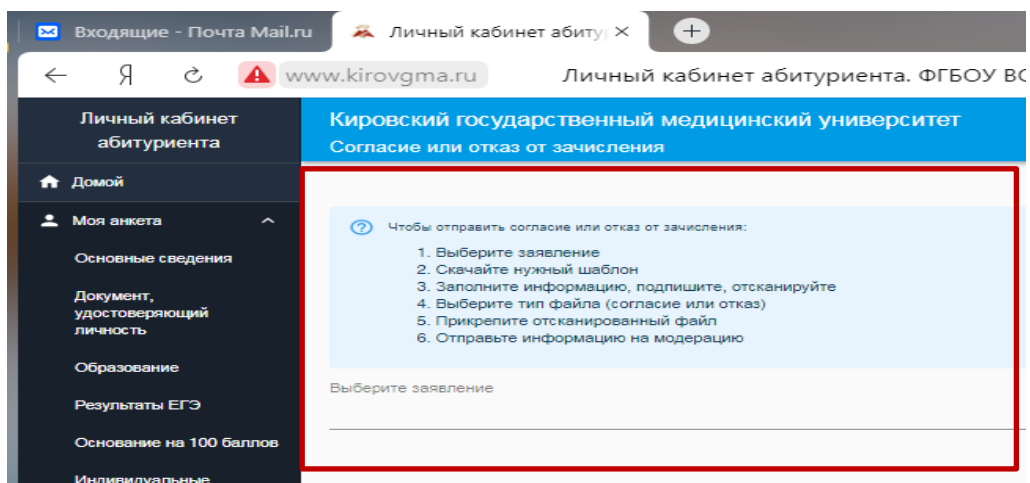 Входящие - Почта Mail.ru
Личный кабинет абиту
www.kirovgma.ru
Личный кабинет абитуриента. ФГБОУ ВО
Личный кабинет
абитуриента
Кировский государственный медицинский университет
Согласие или отказ от зачисления
Домой
Моя анкета
Основные сведения
Документ,
удостоверяющий
личность
Образование
Результаты ЕГЭ
Основание на 100 баллов
Индивидуальные
Чтобы отправить согласие или отказ от зачисления:
1. Выберите заявление
2. Скачайте нужный шаблон
3. Заполните информацию, подпишите, отсканируйте
4. Выберите тип файла (согласие или отказ)
5. Прикрепите отсканированный файл
6. Отправьте информацию на модерацию
Выберите заявление